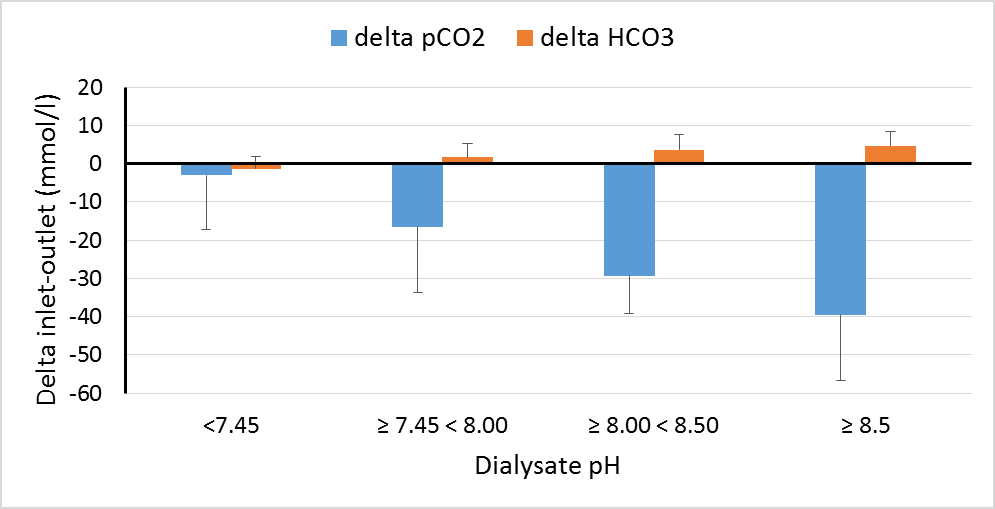 delta pCO2 delta HCO3
Delta inlet-outlet (mmol/l)
20
10
0
-10
-20
-30
-40
-50
-60
<7.45 ≥ 7.45 < 8.00 ≥ 8.00 < 8.50 ≥ 8.5
Dialysate pH